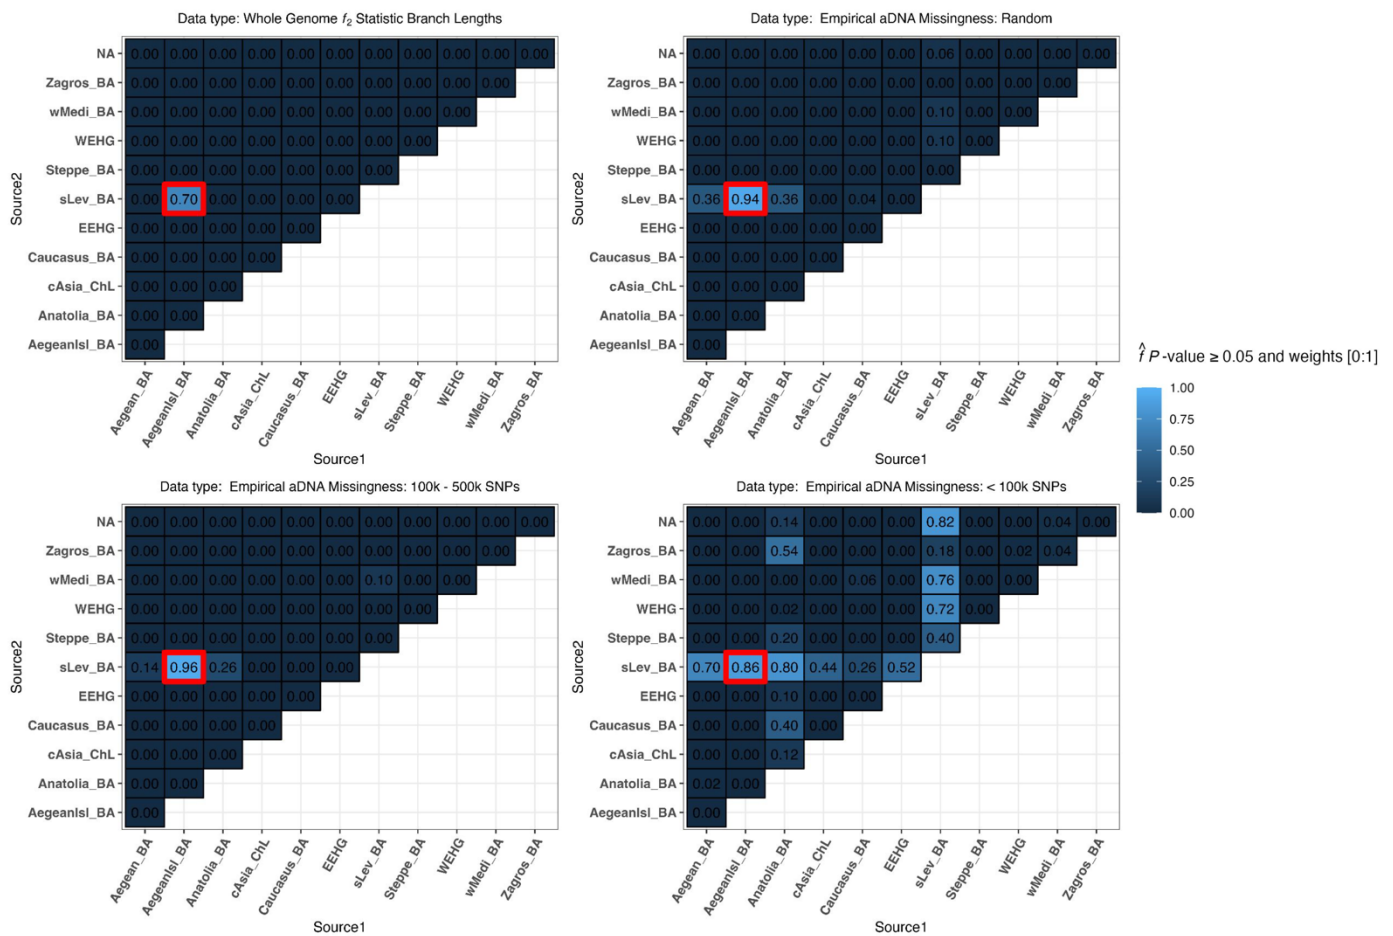 Data type: Whole Genome f2 Statistic Branch Lengths
Source2
NA 0.00 0.00 0.00 0.00 0.00 0.00 0.00 0.00 0.00 0.00 0.00
Zagros_BA 0.00 0.00 0.00 0.00 0.00 0.00 0.00 0.00 0.00 0.00
wMedi_BA 0.00 0.00 0.00 0.00 0.00 0.00 0.00 0.00 0.00
WEHG 0.00 0.00 0.00 0.00 0.00 0.00 0.00 0.00
Steppe_BA 0.00 0.00 0.00 0.00 0.00 0.00 0.00
sLev_BA 0.00 0.70 0.00 0.00 0.00 0.00
EEHG 0.00 0.00 0.00 0.00 0.00
Caucasus_BA 0.00 0.00 0.00 0.00
cAsia_ChL 0.00 0.00 0.00
Anatolia_BA 0.00 0.00
AegeanIsl_BA 0.00
Aegean_BA AegeanIsl_BA Anatolia_BA cAsia_ChL Caucasus_BA EEHG sLev_BA Steppe_BA WEHG wMedi_BA Zagros_BA
Source1
Data type: Empirical aDNA Missingness: Random
Source2
NA 0.00 0.00 0.00 0.00 0.00 0.00 0.06 0.00 0.00 0.00 0.00
Zagros_BA 0.00 0.00 0.00 0.00 0.00 0.00 0.00 0.00 0.00 0.00
wMedi_BA 0.00 0.00 0.00 0.00 0.00 0.00 0.10 0.00 0.00
WEHG 0.00 0.00 0.00 0.00 0.00 0.00 0.10 0.00
Steppe_BA 0.00 0.00 0.00 0.00 0.00 0.00 0.00
sLev_BA 0.36 0.94 0.36 0.00 0.04 0.00
EEHG 0.00 0.00 0.00 0.00 0.00
Caucasus_BA 0.00 0.00 0.00 0.00
cAsia_ChL 0.00 0.00 0.00
Anatolia_BA 0.00 0.00
AegeanIsl_BA 0.00
Aegean_BA AegeanIsl_BA Anatolia_BA cAsia_ChL Caucasus_BA EEHG sLev_BA Steppe_BA WEHG wMedi_BA Zagros_BA
Source1
f̂ P-value ≥ 0.05 and weights [0:1]
1.00
0.75
0.50
0.25
0.00
Data type: Empirical aDNA Missingness: 100k - 500k SNPs
Source2
NA 0.00 0.00 0.00 0.00 0.00 0.00 0.00 0.00 0.00 0.00 0.00
Zagros_BA 0.00 0.00 0.00 0.00 0.00 0.00 0.00 0.00 0.00 0.00
wMedi_BA 0.00 0.00 0.00 0.00 0.00 0.00 0.10 0.00 0.00
WEHG 0.00 0.00 0.00 0.00 0.00 0.00 0.00 0.00
Steppe_BA 0.00 0.00 0.00 0.00 0.00 0.00 0.00
sLev_BA 0.14 0.96 0.26 0.00 0.00 0.00
EEHG 0.00 0.00 0.00 0.00 0.00
Caucasus_BA 0.00 0.00 0.00 0.00
cAsia_ChL 0.00 0.00 0.00
Anatolia_BA 0.00 0.00
AegeanIsl_BA 0.00
Aegean_BA AegeanIsl_BA Anatolia_BA cAsia_ChL Caucasus_BA EEHG sLev_BA Steppe_BA WEHG wMedi_BA Zagros_BA
Source1
Data type: Empirical aDNA Missingness: < 100k SNPs
Source2
NA 0.00 0.00 0.14 0.00 0.00 0.00 0.82 0.00 0.00 0.04 0.00
Zagros_BA 0.00 0.00 0.54 0.00 0.00 0.00 0.18 0.00 0.02 0.04
wMedi_BA 0.00 0.00 0.00 0.00 0.06 0.00 0.76 0.00 0.00
WEHG 0.00 0.00 0.02 0.00 0.00 0.00 0.72 0.00
Steppe_BA 0.00 0.00 0.20 0.00 0.00 0.00 0.40
sLev_BA 0.70 0.86 0.80 0.44 0.26 0.52
EEHG 0.00 0.00 0.10 0.00 0.00
Caucasus_BA 0.00 0.00 0.40 0.00
cAsia_ChL 0.00 0.00 0.12
Anatolia_BA 0.02 0.00
AegeanIsl_BA 0.00
Aegean_BA AegeanIsl_BA Anatolia_BA cAsia_ChL Caucasus_BA EEHG sLev_BA Steppe_BA WEHG wMedi_BA Zagros_BA
Source1